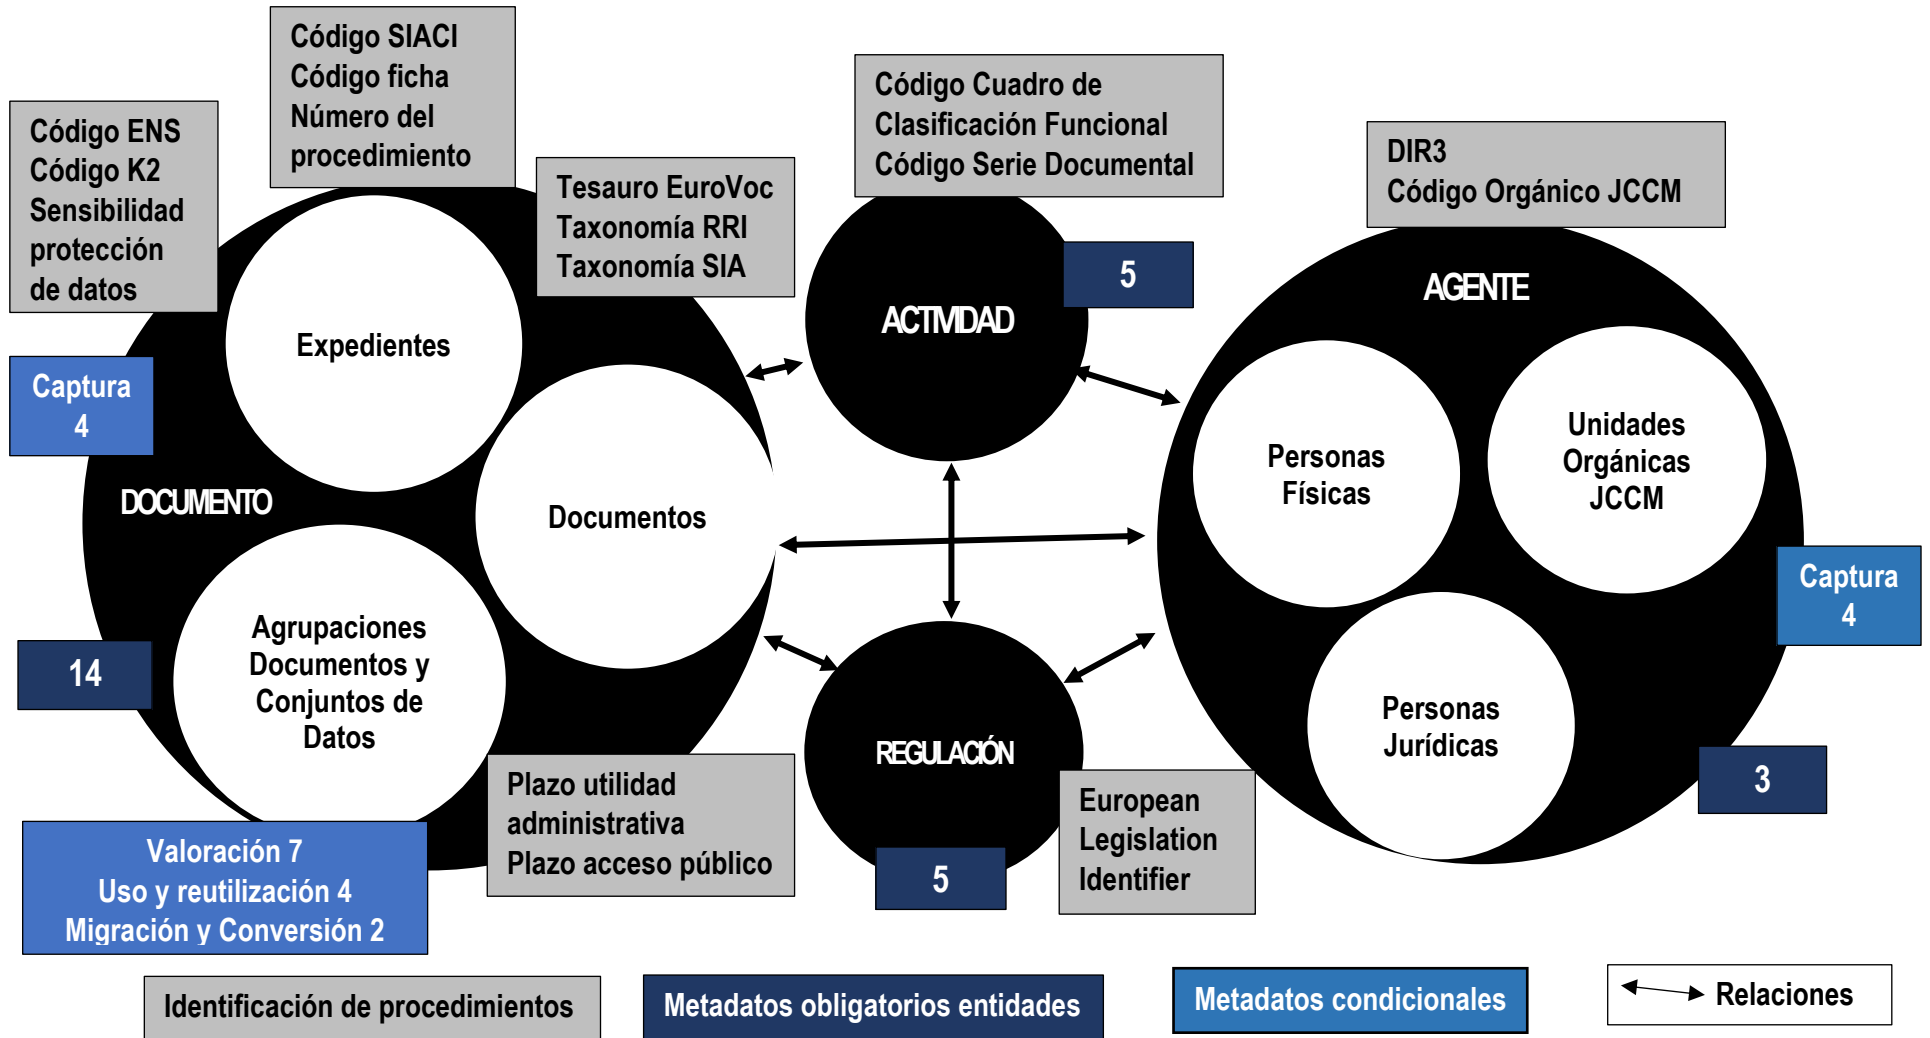 Código SIACI
Código ficha
Número del
procedimiento
Código ENS
Código K2
Sensibilidad
protección
de datos
Tesauro EuroVoc
Taxonomía RRI
Taxonomía SIA
Código Cuadro de
Clasificación Funcional
Código Serie Documental
DIR3
Código Orgánico JCCM
Expedientes
Captura
4
DOCUMENTO
Documentos
14
Agrupaciones
Documentos y
Conjuntos de
Datos
Plazo utilidad
administrativa
Plazo acceso público
Valoración 7
Uso y reutilización 4
Migración y Conversión 2
ACTIVIDAD
5
REGULACIÓN
5
European
Legislation
Identifier
AGENTE
Personas
Físicas
Unidades
Orgánicas
JCCM
Personas
Jurídicas
Captura
4
3
Identificación de procedimientos
Metadatos obligatorios entidades
Metadatos condicionales
Relaciones